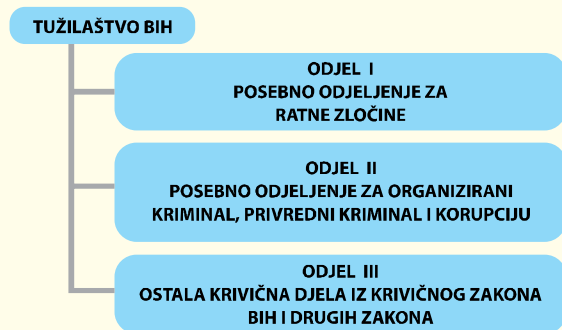 TUŽILAŠTVO BIH
ODJEL I
POSEBNO ODJELJENJE ZA
RATNE ZLOČINE
ODJEL II
POSEBNO ODJELJENJE ZA ORGANIZIRANI
KRIMINAL, PRIVREDNI KRIMINAL I KORUPCIJU
ODJEL III
OSTALA KRIVIČNA DJELA IZ KRIVIČNOG ZAKONA
BIH I DRUGIH ZAKONA